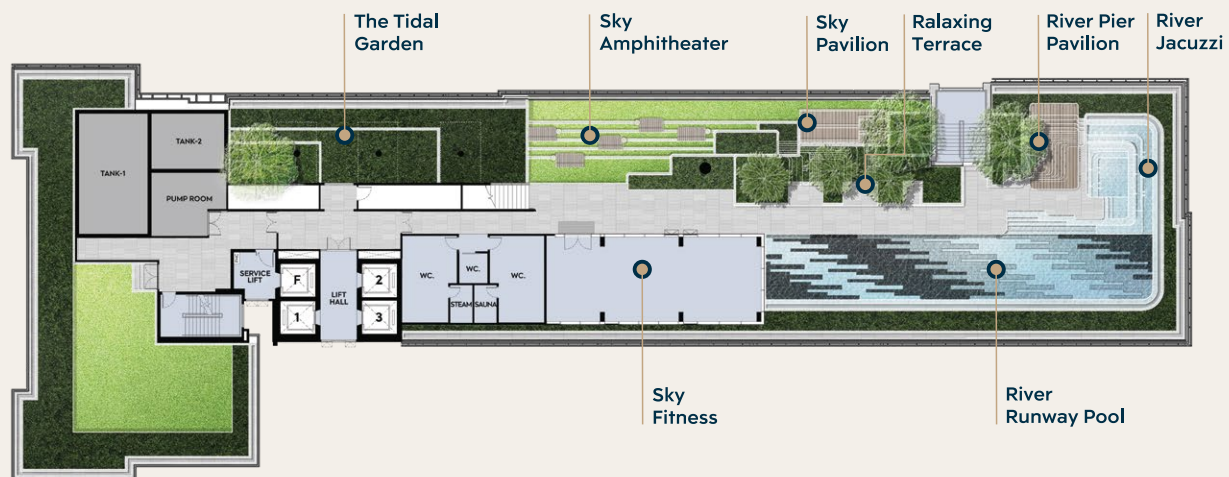 The Tidal
Garden
Sky
Amphitheater
Sky
Pavilion
Ralaxing
Terrace
River Pier
Pavilion
River
Jacuzzi
TANK-1
TANK-2
PUMP ROOM
SERVICE
LIFT
F
1
LIFT
HALL
2
3
WC.
WC.
WC.
STEAM
SAUNA
Sky
Fitness
River
Runway Pool